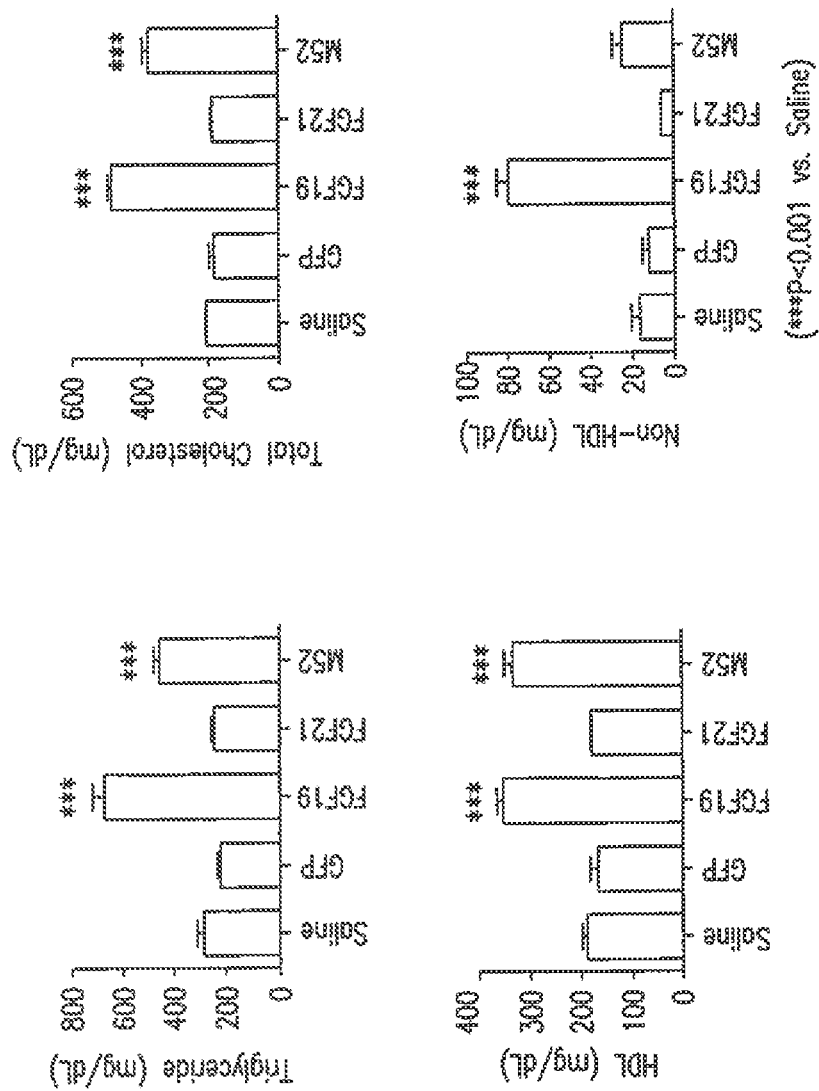 Triglyceride (mg/dL)
800
600
400
200
0
***
***
Saline
GFP
FGF19
FGF21
M52
Total Cholesterol (mg/dL)
600
400
200
0
***
***
Saline
GFP
FGF19
FGF21
M52
HDL (mg/dL)
400
300
200
100
0
***
***
Saline
GFP
FGF19
FGF21
M52
Non-HDL (mg/dL)
100
80
60
40
20
0
***
Saline
GFP
FGF19
FGF21
M52
(***P<0.001 vs. Saline)